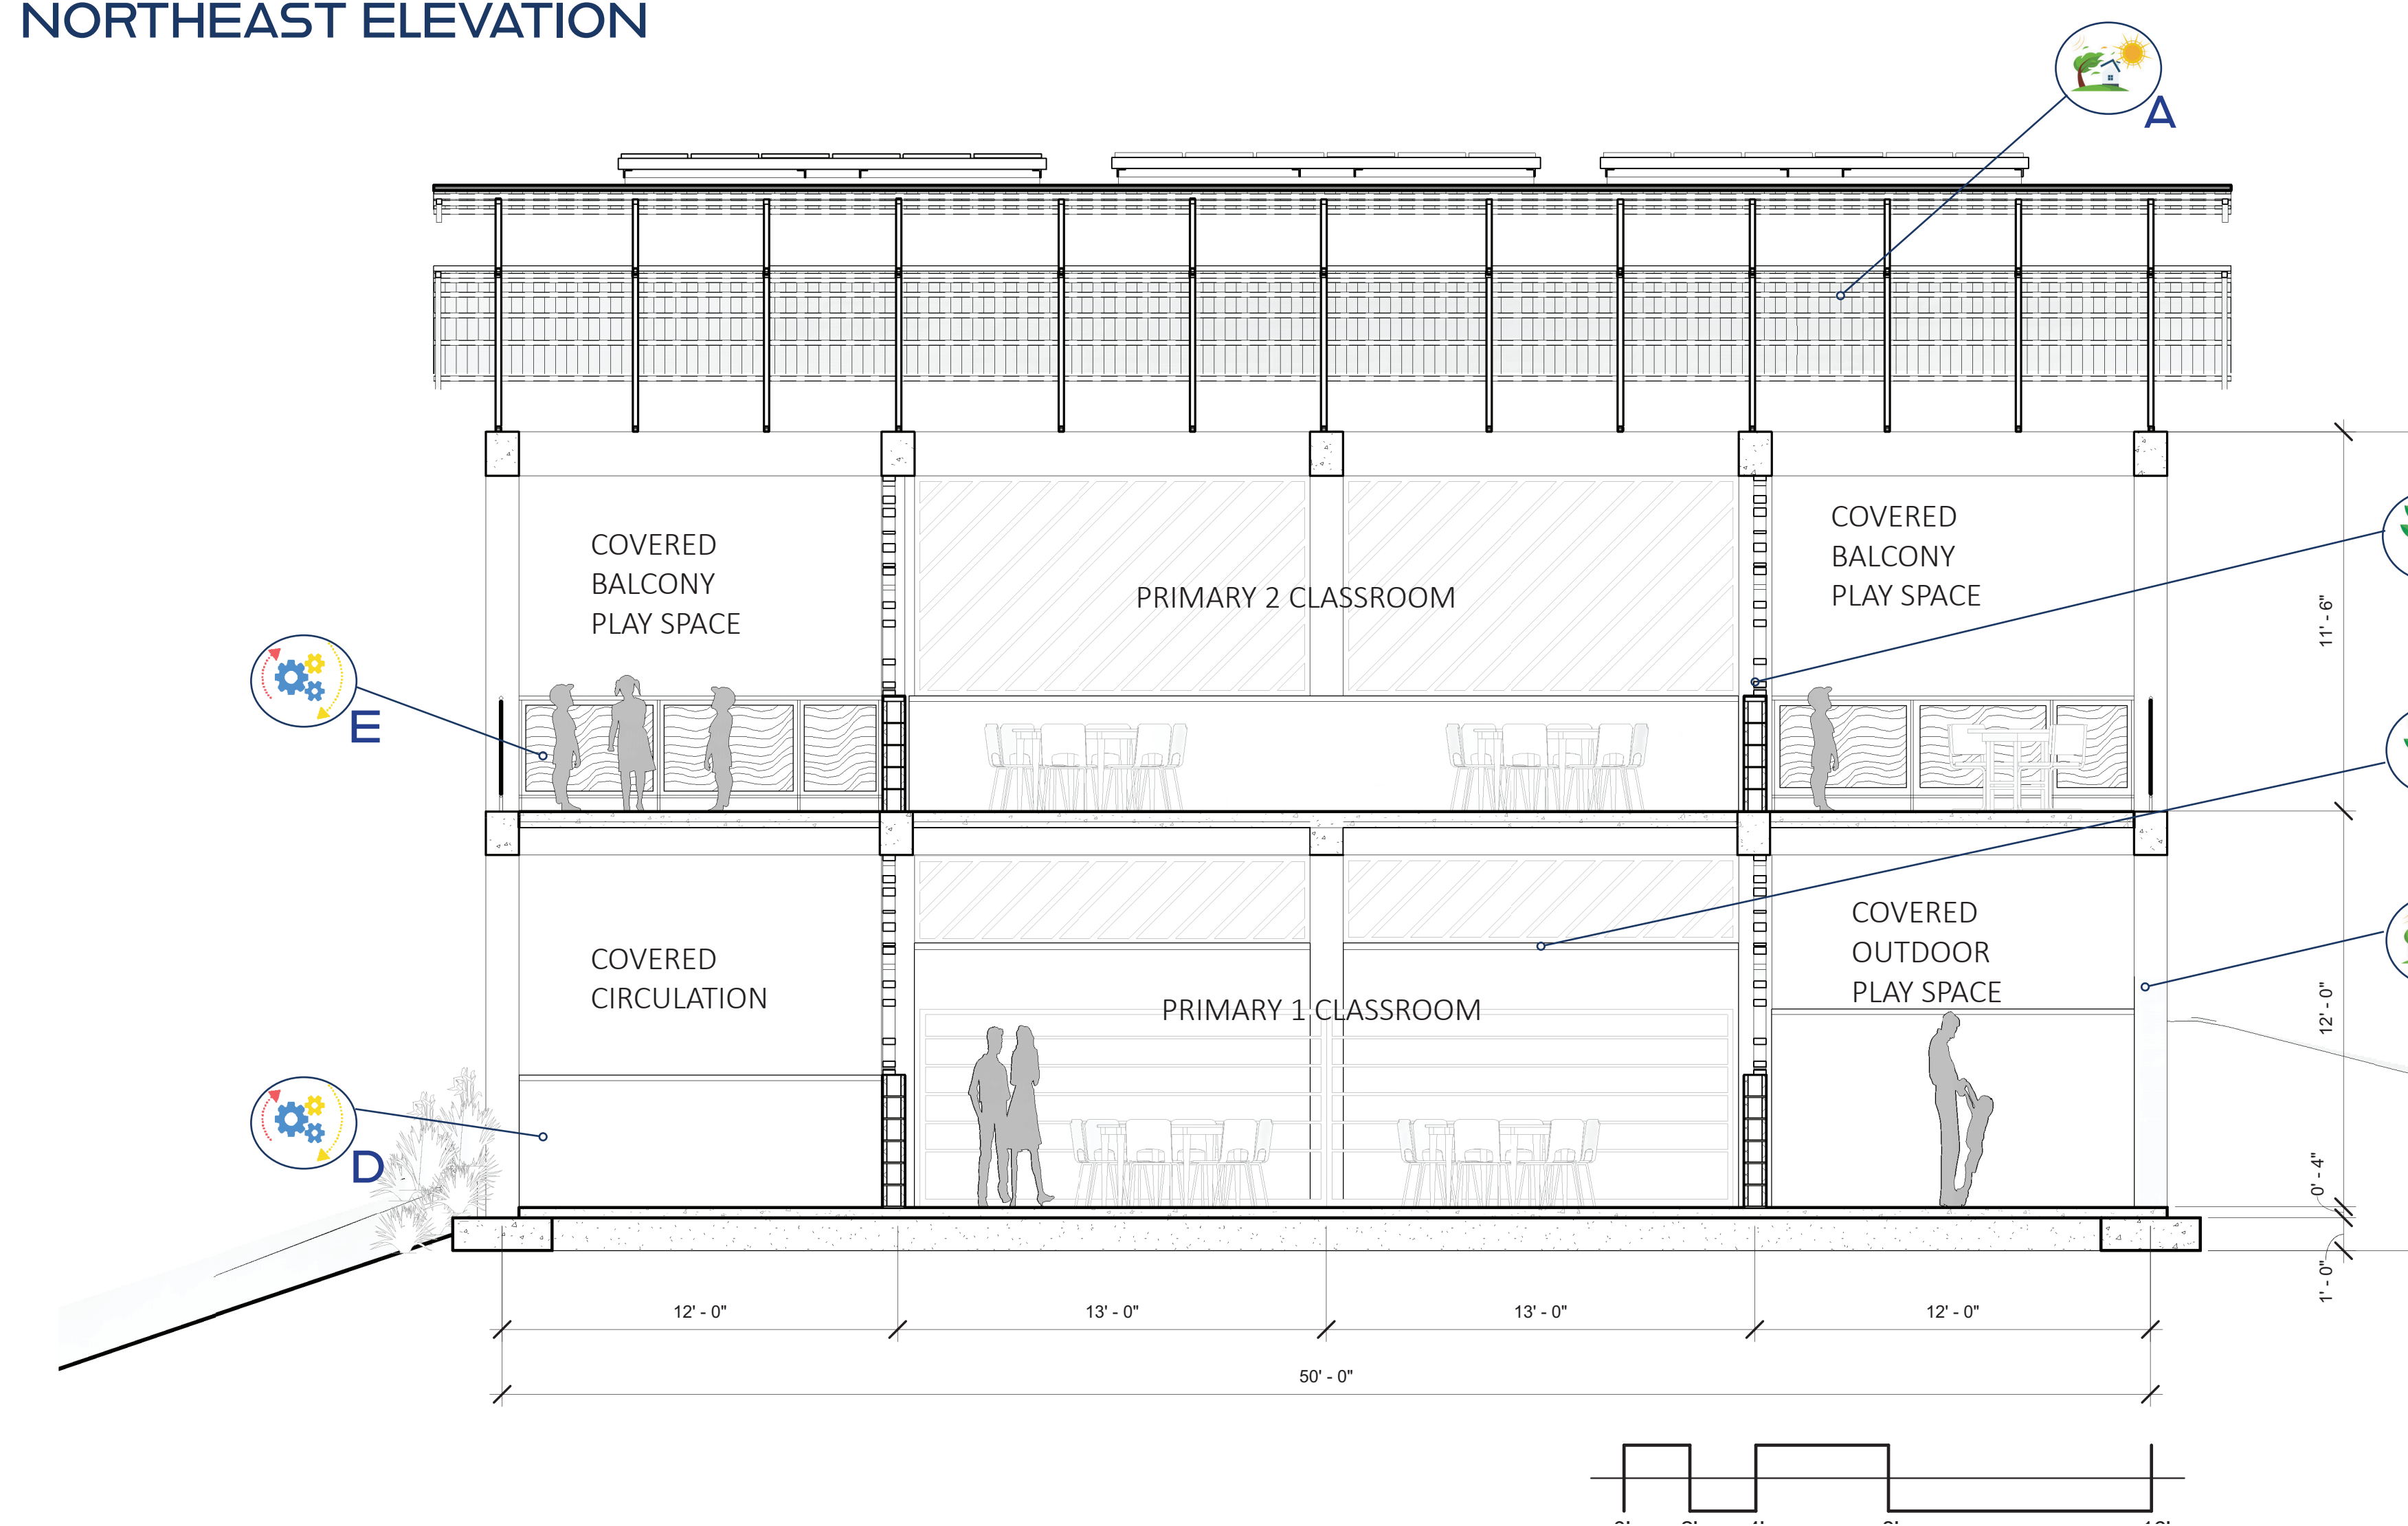 NORTHEAST ELEVATION
A
COVERED
BALCONY
PLAY SPACE
PRIMARY 2 CLASSROOM
COVERED
BALCONY
PLAY SPACE
11' - 6"
E
COVERED
CIRCULATION
PRIMARY 1 CLASSROOM
COVERED
OUTDOOR
PLAY SPACE
12' - 0"
D
0' - 4"
1' - 0"
12' - 0"
13' - 0"
13' - 0"
12' - 0"
50' - 0"